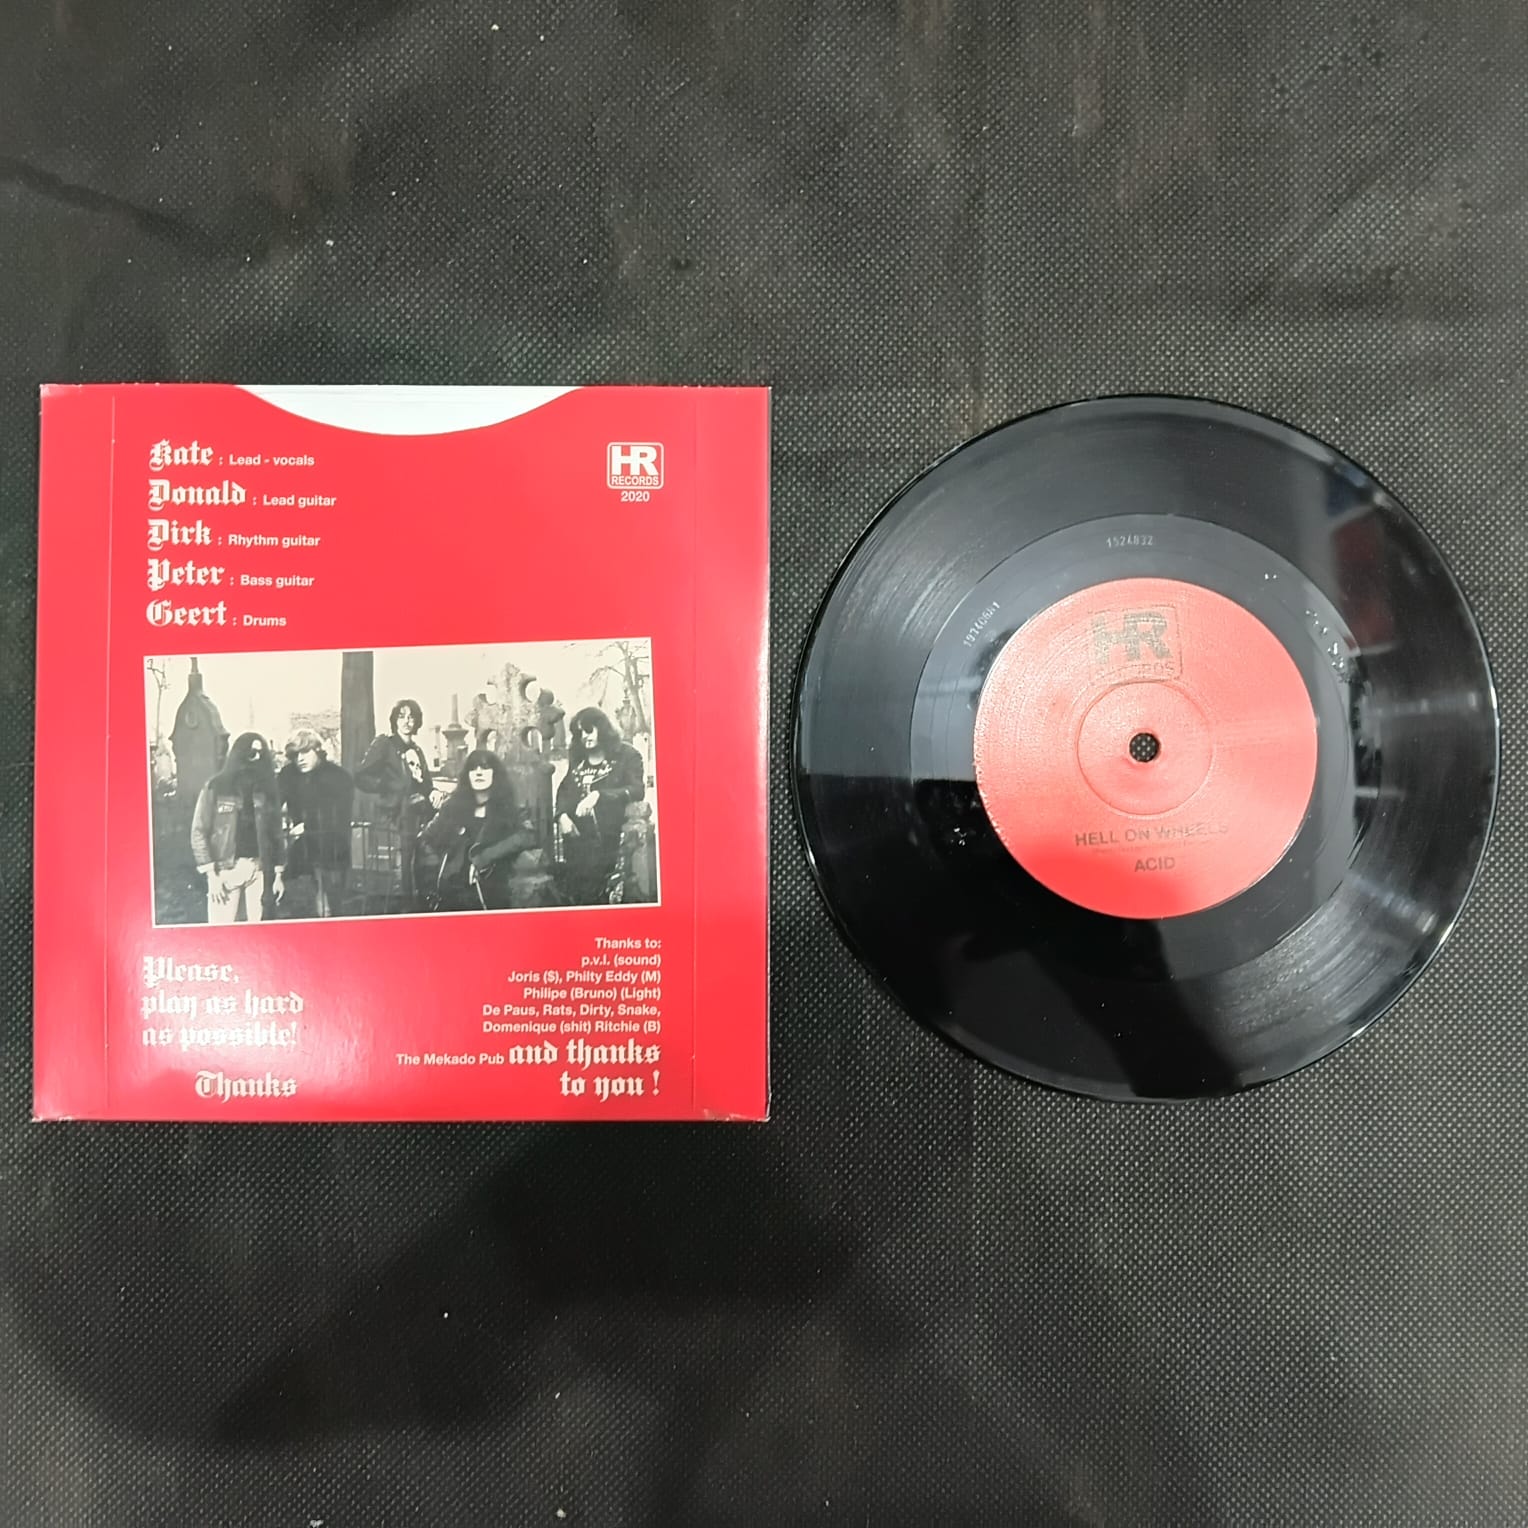 Kate : Lead - vocals
Donald : Lead guitar
Dirk : Rhythm guitar
Peter : Bass guitar
Geert : Drums
HR
RECORDS
2020
Please,
play as hard
as possible!
Thanks
Thanks to:
p.v.l. (sound)
Joris ($), Philty Eddy (M)
Philipe (Bruno) (Light)
De Paus, Rats, Dirty, Snake,
Domenique (shit) Ritchie (B)
The Mekado Pub and thanks
to you !
1524832
HR
RECORDS
HELL ON WHEELS
ACID